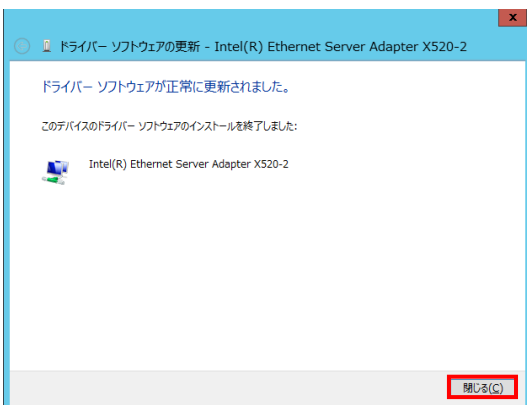 x
ドライバー ソフトウェアの更新 - Intel(R) Ethernet Server Adapter X520-2
ドライバー ソフトウェアが正常に更新されました。
このデバイスのドライバー ソフトウェアのインストールを終了しました:
Intel(R) Ethernet Server Adapter X520-2
閉じる(C)